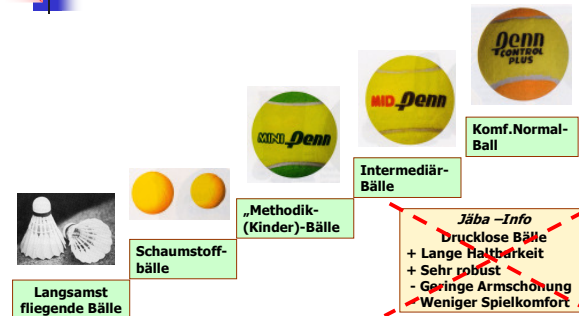 Penn
CONTROL
PLUS
MID Penn
MINI Penn
Komf.Normal-
Ball
Intermediär-
Bälle
„Methodik-
(Kinder)-Bälle
Schaumstoff-
bälle
Langsamst
fliegende Bälle
Jäba –Info
Drucklose Bälle
+ Lange Haltbarkeit
+ Sehr robust
- Geringe Armschonung
- Weniger Spielkomfort